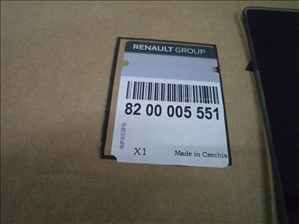 RENAULT GROUP
82 00 005 551
X1
Made in Czechia